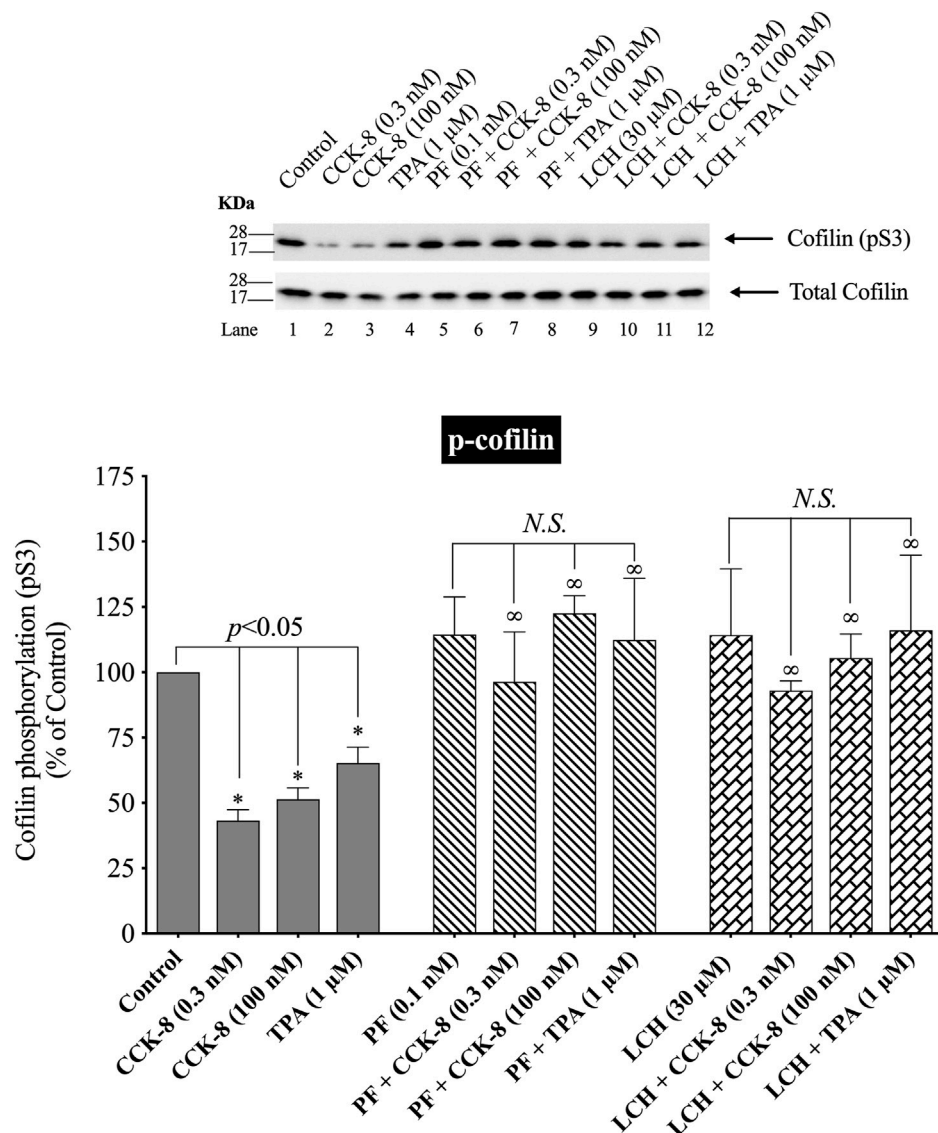 Control
CCK-8 (0.3 nM)
CCK-8 (100 nM)
TPA (1 μM)
PF (0.1 nM)
PF + CCK-8 (0.3 nM)
PF + CCK-8 (100 nM)
PF + TPA (1 μM)
LCH (30 μM)
LCH + CCK-8 (0.3 nM)
LCH + CCK-8 (100 nM)
LCH + TPA (1 μM)
KDa
28
17
Cofilin (pS3)
28
17
Total Cofilin
Lane 1 2 3 4 5 6 7 8 9 10 11 12
p-cofilin
Cofilin phosphorylation (pS3)
(% of Control)
175
150
125
100
75
50
25
0
p<0.05
* * *
N.S.
∞ ∞ ∞
N.S.
∞ ∞ ∞
Control
CCK-8 (0.3 nM)
CCK-8 (100 nM)
TPA (1 μM)
PF (0.1 nM)
PF + CCK-8 (0.3 nM)
PF + CCK-8 (100 nM)
PF + TPA (1 μM)
LCH (30 μM)
LCH + CCK-8 (0.3 nM)
LCH + CCK-8 (100 nM)
LCH + TPA (1 μM)